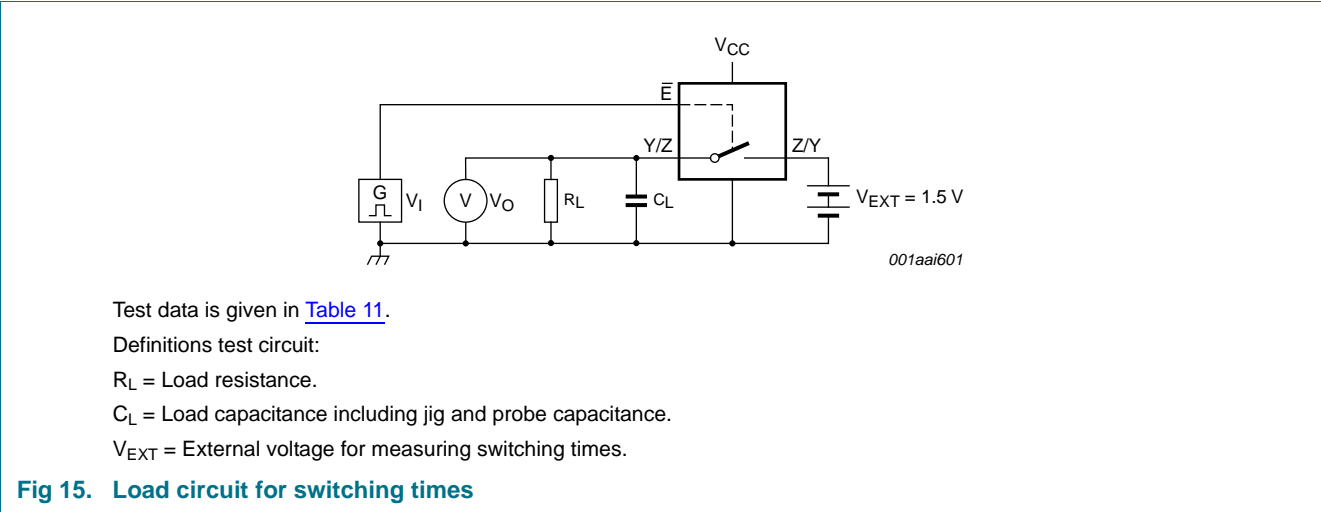 VCC
E̅
Y/Z
Z/Y
G
VI
V
VO
RL
CL
VEXT = 1.5 V
001aai601
Test data is given in Table 11.
Definitions test circuit:
RL = Load resistance.
CL = Load capacitance including jig and probe capacitance.
VEXT = External voltage for measuring switching times.
Fig 15. Load circuit for switching times